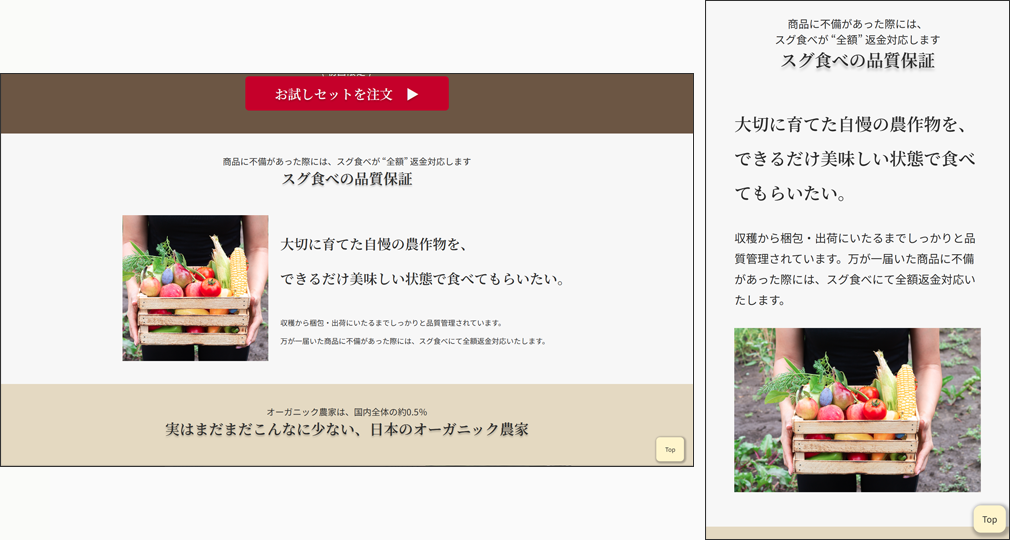 お試しセットを注文 ▶
商品に不備があった際には、スグ食べが “全額” 返金対応します
スグ食べの品質保証
大切に育てた自慢の農作物を、
できるだけ美味しい状態で食べてもらいたい。
収穫から梱包・出荷にいたるまでしっかりと品質管理されています。
万が一届いた商品に不備があった際には、スグ食べにて全額返金対応いたします。
オーガニック農家は、国内全体の約0.5%
実はまだまだこんなに少ない、日本のオーガニック農家
Top
商品に不備があった際には、
スグ食べが “全額” 返金対応します
スグ食べの品質保証
大切に育てた自慢の農作物を、
できるだけ美味しい状態で食べ
てもらいたい。
収穫から梱包・出荷にいたるまでしっかりと品
質管理されています。万が一届いた商品に不備
があった際には、スグ食べにて全額返金対応い
たします。
Top